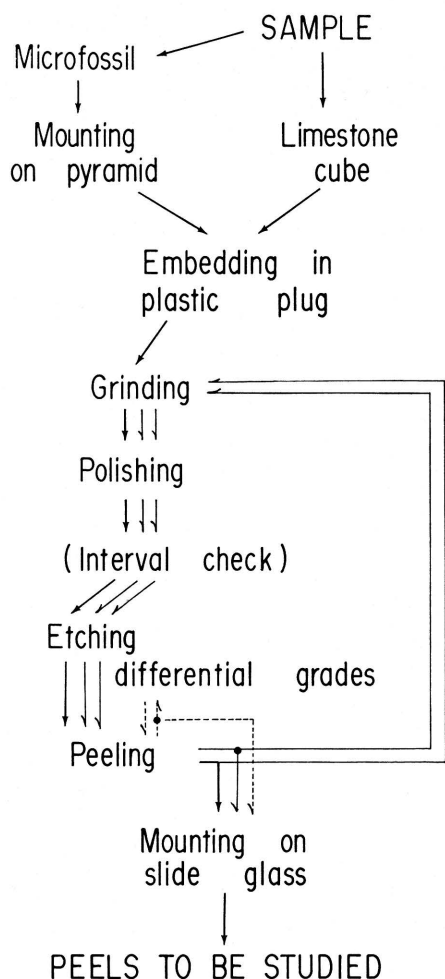 SAMPLE
Microfossil
Mounting
on pyramid
Limestone
cube
Embedding in
plastic plug
Grinding
Polishing
(Interval check)
Etching
differential grades
Peeling
Mounting on
slide glass
PEELS TO BE STUDIED